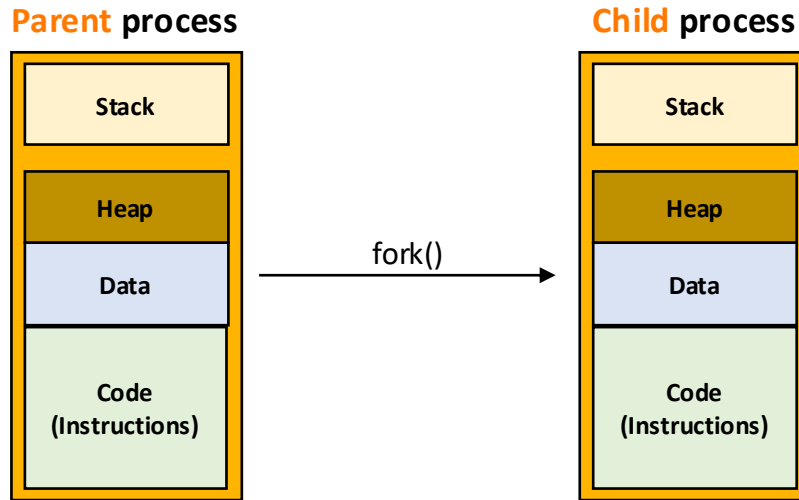 Parent process
Stack
Heap
Data
Code
(Instructions)
fork()
Child process
Stack
Heap
Data
Code
(Instructions)